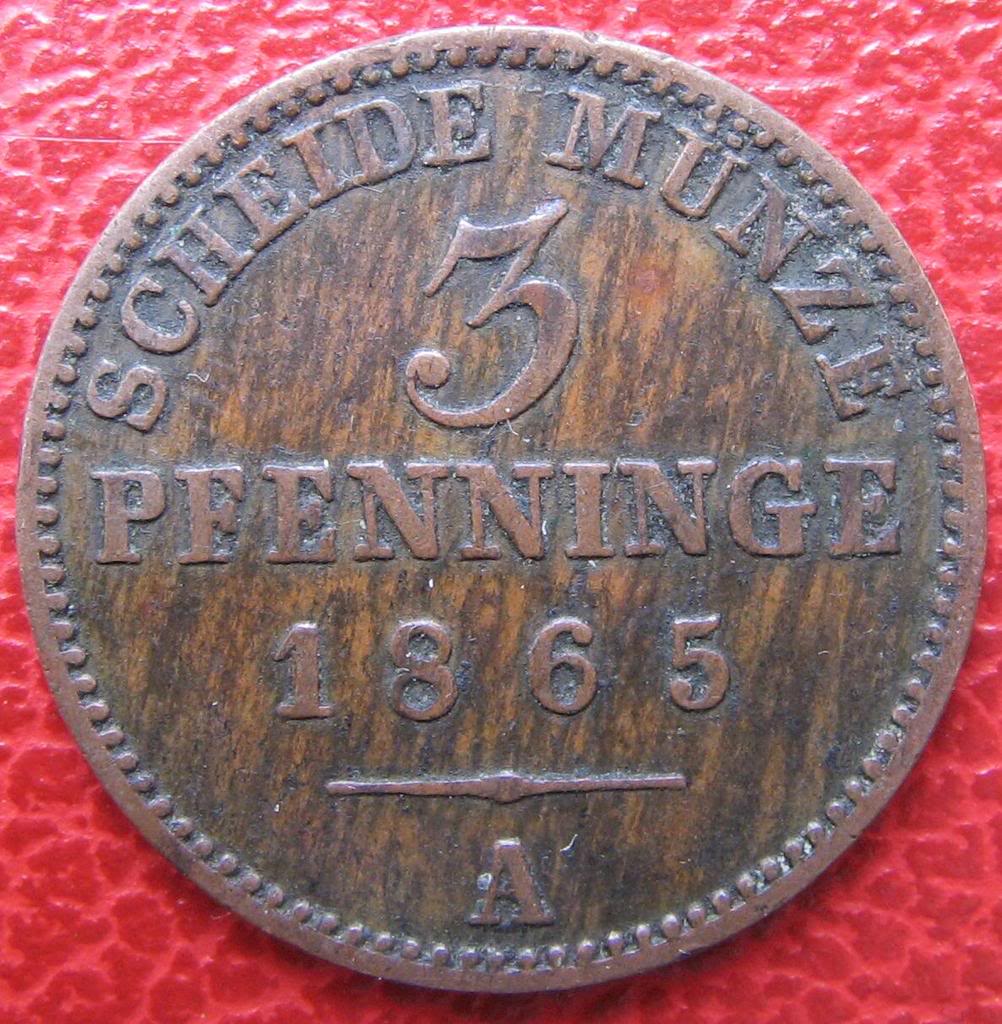 SCHEIDE MÜNZE
3
PFENNINGE
1865
A